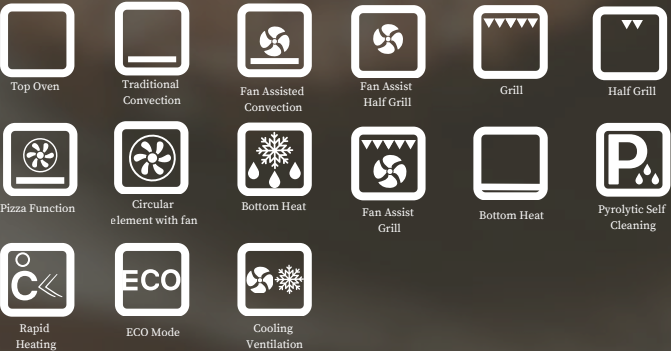 Top Oven
Traditional
Convection
Fan Assisted
Convection
Fan Assist
Half Grill
Grill
Half Grill
Pizza Function
Circular
element with fan
Bottom Heat
Fan Assist
Grill
Bottom Heat
P
Pyrolytic Self
Cleaning
°C
Rapid
Heating
ECO
ECO Mode
Cooling
Ventilation